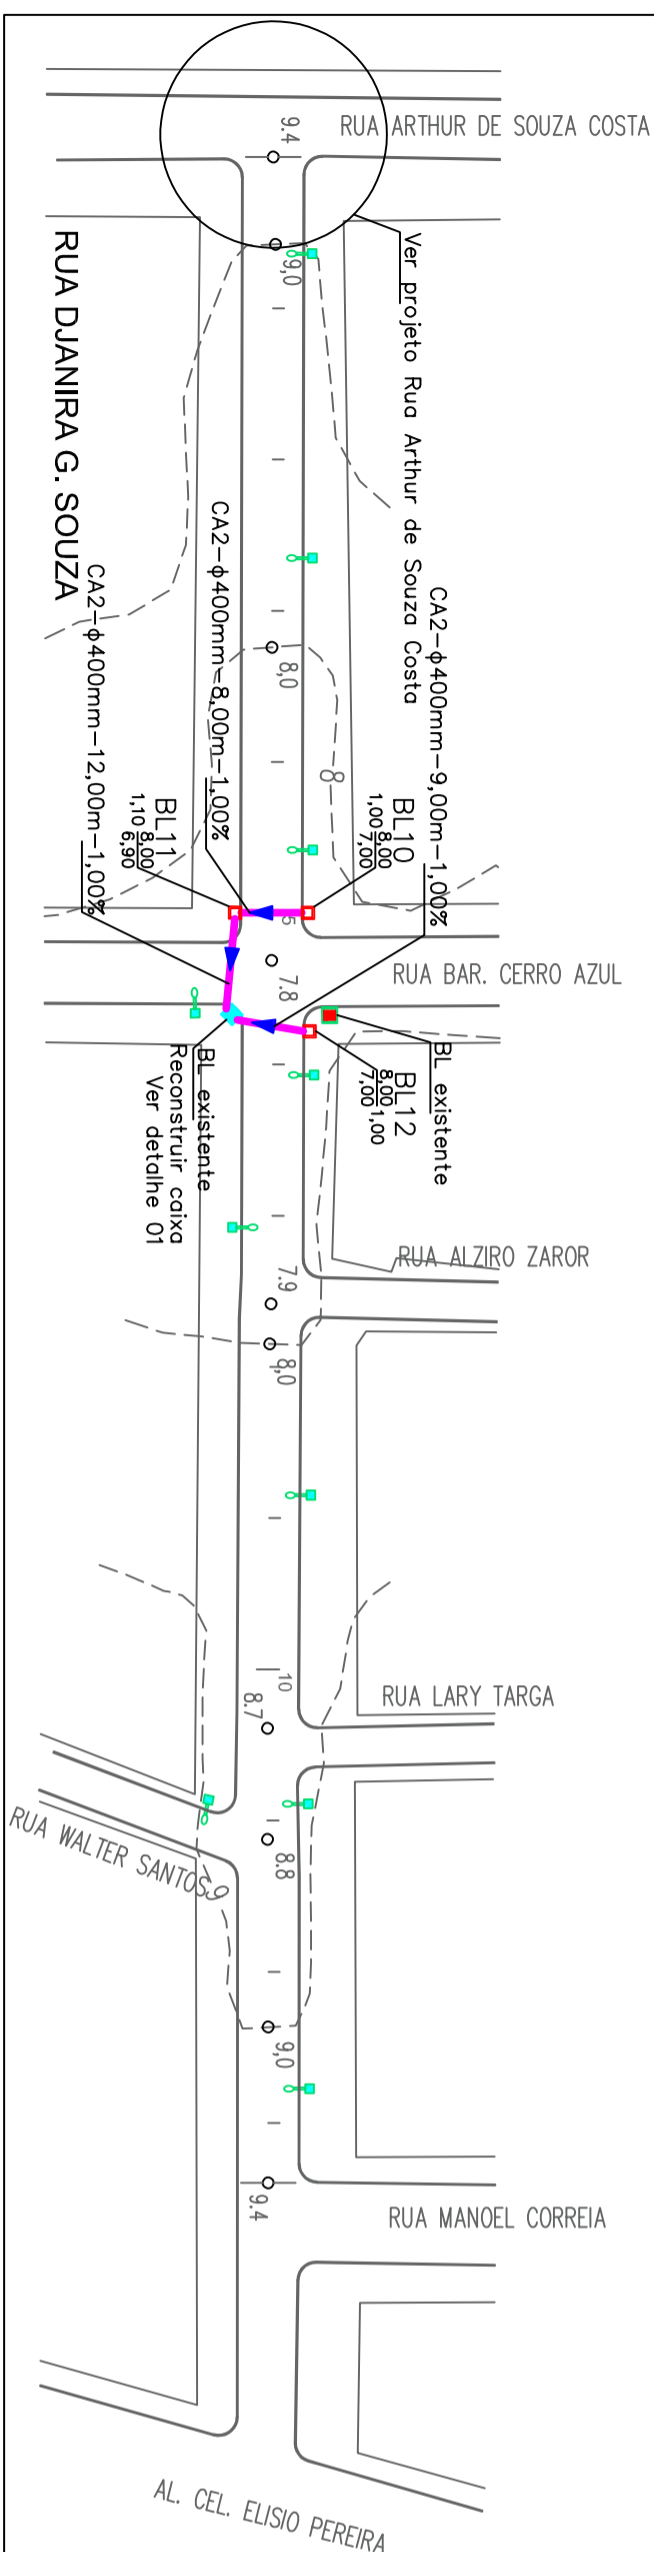 RUA ARTHUR DE SOUZA COSTA
9.4
9,0
Ver projeto Rua Arthur de Souza Costa
RUA DJANIRA G. SOUZA
CA2-ϕ400mm-8,00m-1,00%
CA2-ϕ400mm-12,00m-1,00%
CA2-ϕ400mm-9,00m-1,00%
8,0
8
BL10
8,00
1,00
7,00
BL11
8,00
1,10
6,90
5
7.8
RUA BAR. CERRO AZUL
BL existente
BL12
8,00
1,00
7,00
BL existente
Reconstruir caixa
Ver detalhe 01
RUA ALZIRO ZAROR
7.9
8,0
10
8.7
RUA LARY TARGA
RUA WALTER SANTOS
9
8.8
9,0
9.4
RUA MANOEL CORREIA
AL. CEL. ELISIO PEREIRA